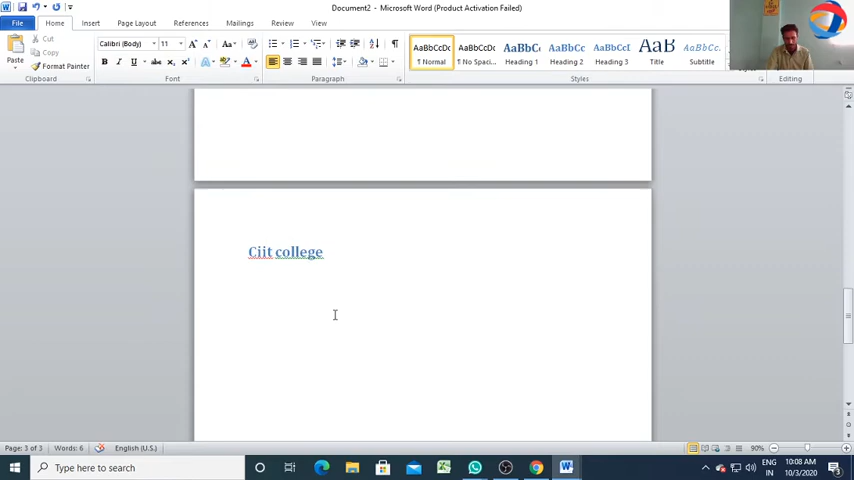 Document2 - Microsoft Word (Product Activation Failed)
File Home Insert Page Layout References Mailings Review View
Paste
Cut
Copy
Format Painter
Calibri (Body) 11
AaBbCcDc AaBbCcDc AaBbC AaBbCc AaBbCcI AaB AaBbCc.
¶ Normal ¶ No Spaci... Heading 1 Heading 2 Heading 3 Title Subtitle
Editing
Clipboard Font Paragraph Styles Editing
Ciit college
Page: 3 of 3 Words: 6 English (U.S.) 90%
Type here to search
ENG
IN
10:08 AM
10/3/2020